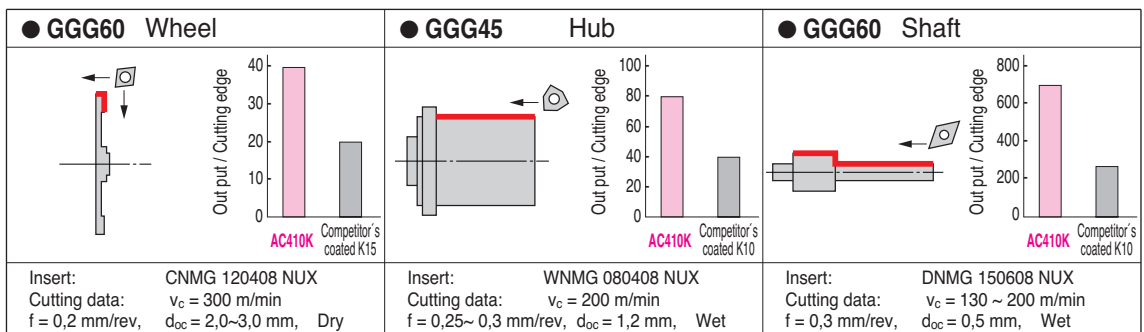 ● GGG60 Wheel
Out put / Cutting edge
40
30
20
10
0
AC410K
Competitor´s
coated K15
Insert: CNMG 120408 NUX
Cutting data: vc = 300 m/min
f = 0,2 mm/rev, doc = 2,0~3,0 mm, Dry
● GGG45 Hub
Out put / Cutting edge
100
80
60
40
20
0
AC410K
Competitor´s
coated K10
Insert: WNMG 080408 NUX
Cutting data: vc = 200 m/min
f = 0,25~ 0,3 mm/rev, doc = 1,2 mm, Wet
● GGG60 Shaft
Out put / Cutting edge
800
600
400
200
0
AC410K
Competitor´s
coated K10
Insert: DNMG 150608 NUX
Cutting data: vc = 130 ~ 200 m/min
f = 0,3 mm/rev, doc = 0,5 mm, Wet